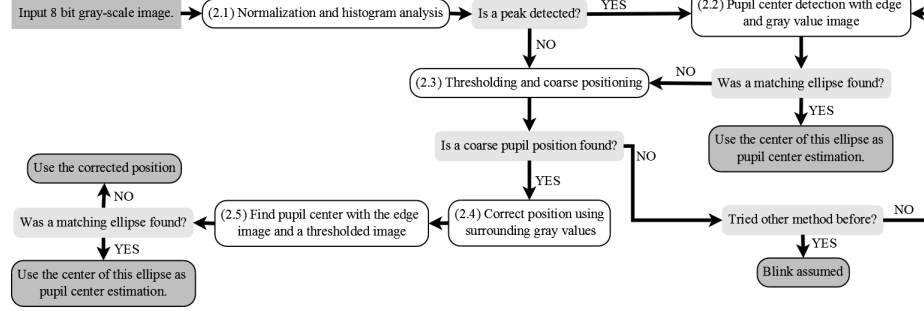 Input 8 bit gray-scale image.
(2.1) Normalization and histogram analysis
Is a peak detected?
YES
(2.2) Pupil center detection with edge
and gray value image
NO
(2.3) Thresholding and coarse positioning
NO
Was a matching ellipse found?
YES
Use the center of this ellipse as
pupil center estimation.
Is a coarse pupil position found?
NO
YES
Use the corrected position
NO
Was a matching ellipse found?
(2.5) Find pupil center with the edge
image and a thresholded image
(2.4) Correct position using
surrounding gray values
Tried other method before?
NO
YES
YES
Use the center of this ellipse as
pupil center estimation.
Blink assumed